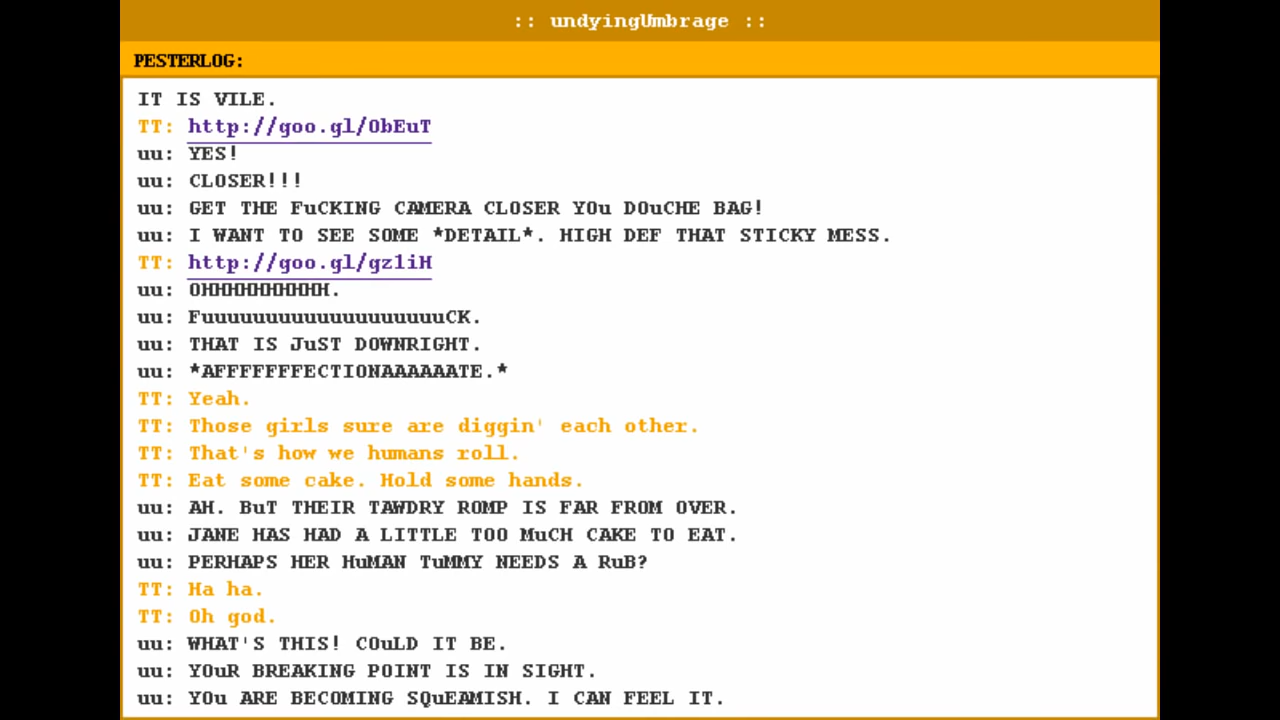 :: undyingUmbrage ::
PESTERLOG:
IT IS VILE.
TT: http://goo.gl/ObEuT
uu: YES!
uu: CLOSER!!!
uu: GET THE FuCKING CAMERA CLOSER YOu DOuCHE BAG!
uu: I WANT TO SEE SOME *DETAIL*. HIGH DEF THAT STICKY MESS.
TT: http://goo.gl/gz1iH
uu: OHHHHHHHHHH.
uu: FuuuuuuuuuuuuuuuuuuuCK.
uu: THAT IS JuST DOWNRIGHT.
uu: *AFFFFFFFECTIONAAAAAATE.*
TT: Yeah.
TT: Those girls sure are diggin' each other.
TT: That's how we humans roll.
TT: Eat some cake. Hold some hands.
uu: AH. BuT THEIR TAWDRY ROMP IS FAR FROM OVER.
uu: JANE HAS HAD A LITTLE TOO MuCH CAKE TO EAT.
uu: PERHAPS HER HuMAN TuMMY NEEDS A RuB?
TT: Ha ha.
TT: Oh god.
uu: WHAT'S THIS! COuLD IT BE.
uu: YOuR BREAKING POINT IS IN SIGHT.
uu: YOu ARE BECOMING SQuEAMISH. I CAN FEEL IT.